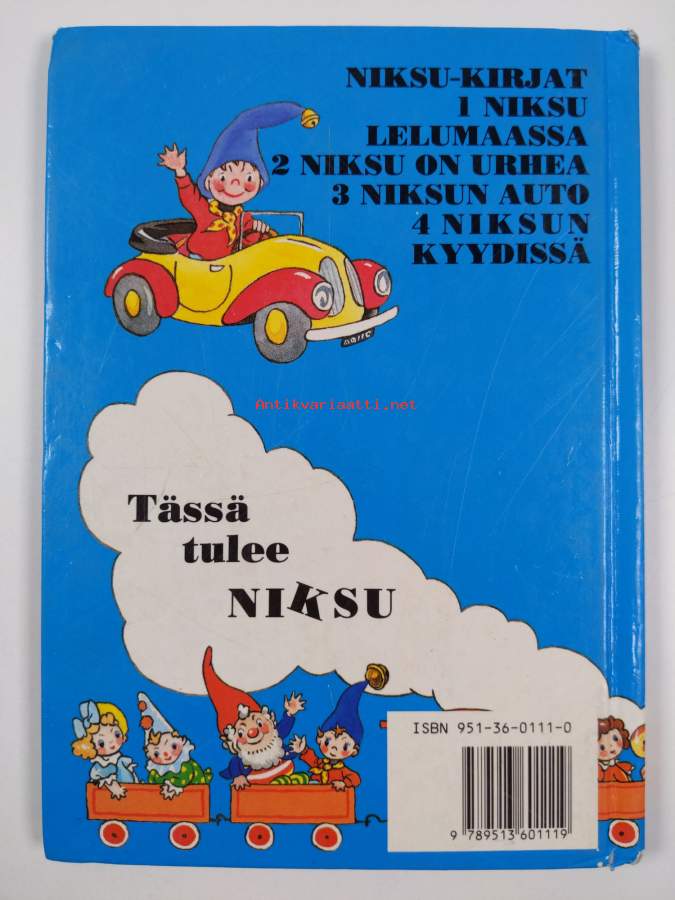 NIKSU-KIRJAT
1 NIKSU
LELUMAASSA
2 NIKSU ON URHEA
3 NIKSUN AUTO
4 NIKSUN
KYYDISSÄ
Antikvariaatti.net
Tässä
tulee
NIKSU
ISBN 951-36-0111-0
9 789513 601119